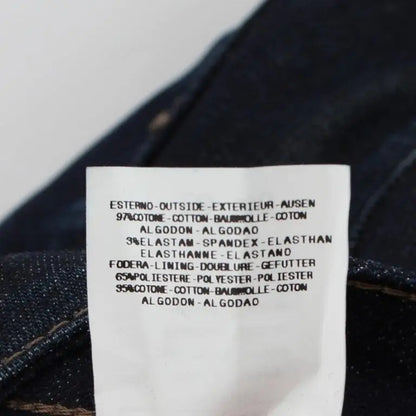 ESTERNO-OUTSIDE-EXTERIEUR-AUSEN
97%COTONE-COTTON-BAUMWOLLE-COTON
ALGODON-ALGODAO
3%ELASTAM-SPANDEX-ELASTHAN
ELASTHANNE-ELASTANO
FODERA-LINING-DOUBLURE-GEFUTTER
65%POLIESTERE-POLYESTER-POLIESTER
35%COTONE-COTTON-BAUMWOLLE-COTON
ALGODON-ALGODAO